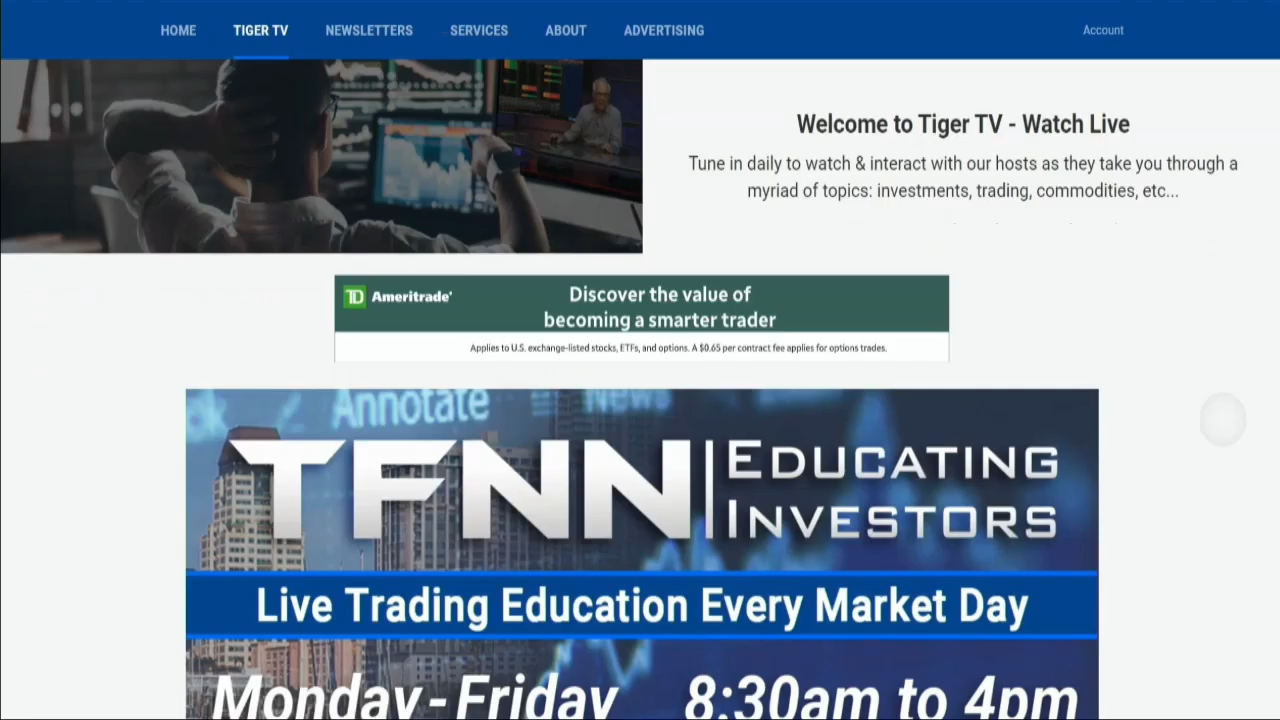 HOME TIGER TV NEWSLETTERS SERVICES ABOUT ADVERTISING Account
Welcome to Tiger TV - Watch Live
Tune in daily to watch & interact with our hosts as they take you through a
myriad of topics: investments, trading, commodities, etc...
TD Ameritrade
Discover the value of
becoming a smarter trader
Applies to U.S. exchange-listed stocks, ETFs, and options. A $0.65 per contract fee applies for options trades.
Annotate News
TFNN EDUCATING
INVESTORS
Live Trading Education Every Market Day
Monday - Friday 8:30am to 4pm